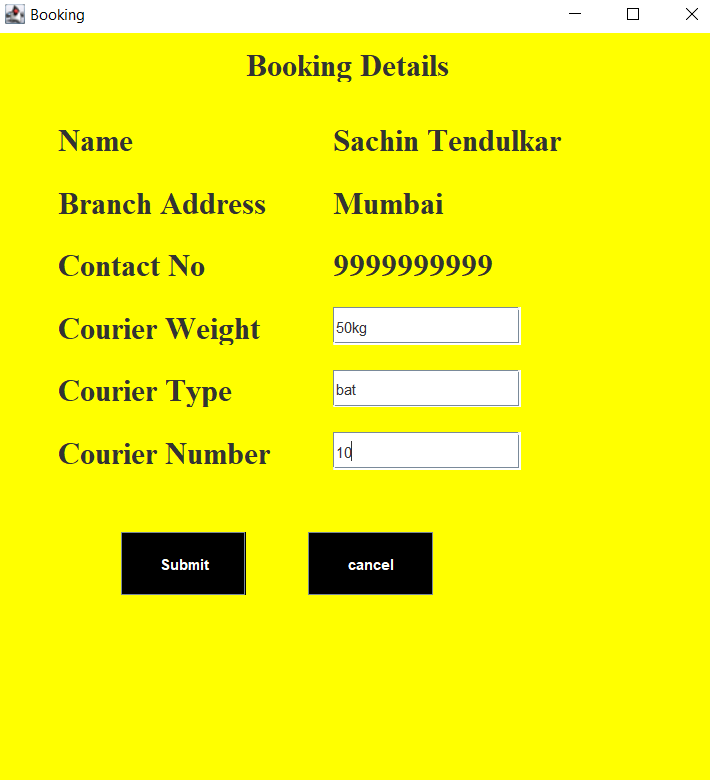 Booking
Booking Details
Name Sachin Tendulkar
Branch Address Mumbai
Contact No 9999999999
Courier Weight 50kg
Courier Type bat
Courier Number 10
Submit cancel